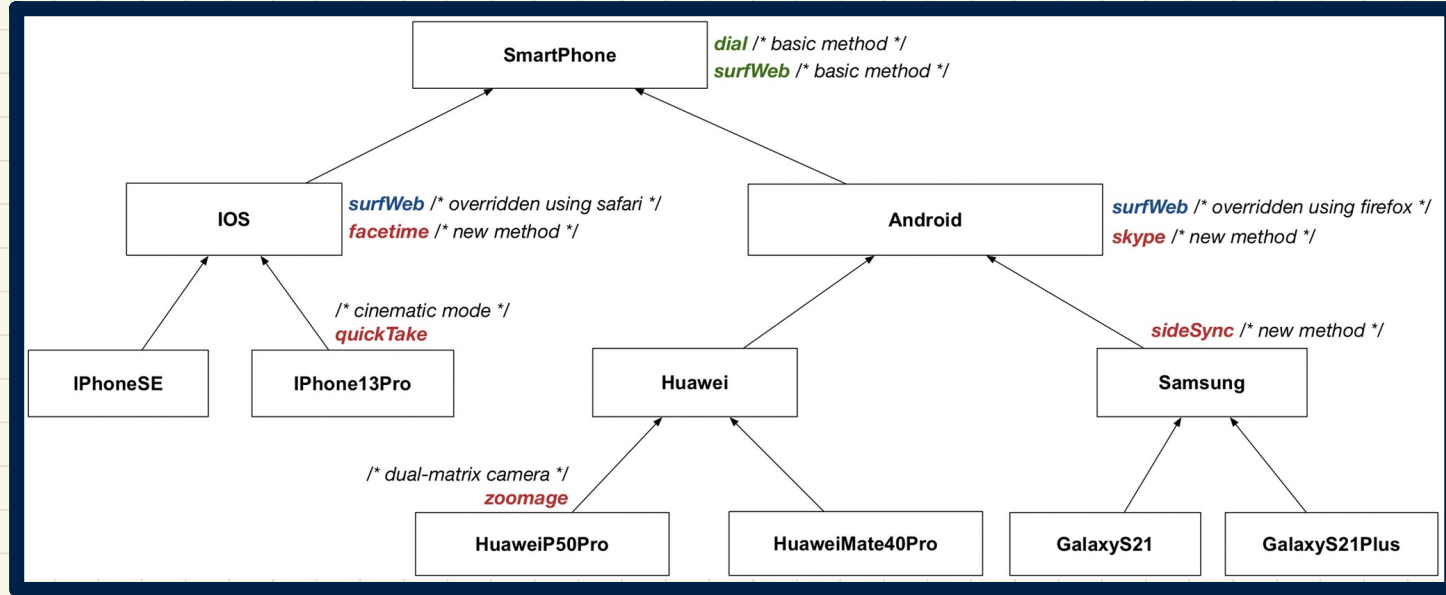 SmartPhone
dial /* basic method */
surfWeb /* basic method */
IOS
surfWeb /* overridden using safari */
facetime /* new method */
Android
surfWeb /* overridden using firefox */
skype /* new method */
/* cinematic mode */
quickTake
sideSync /* new method */
IPhoneSE
IPhone13Pro
Huawei
Samsung
/* dual-matrix camera */
zoomage
HuaweiP50Pro
HuaweiMate40Pro
GalaxyS21
GalaxyS21Plus